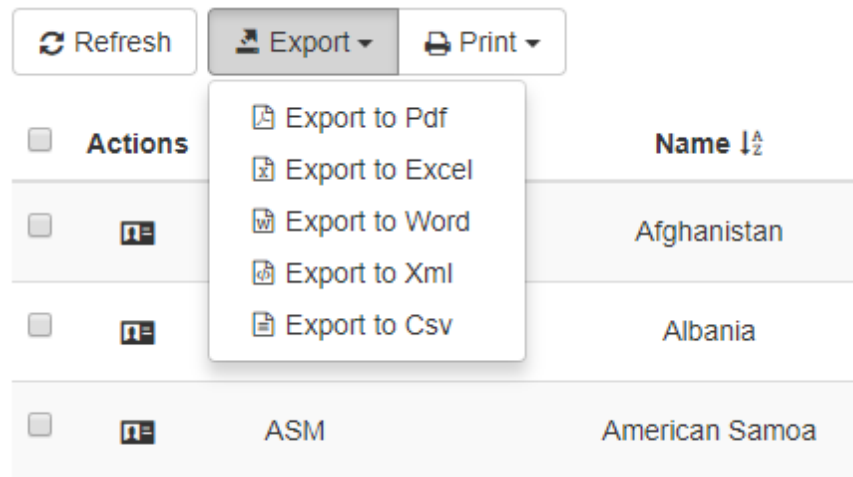 Refresh Export Print
Export to Pdf
Actions Name
Export to Excel
Export to Word
Afghanistan
Export to Xml
Export to Csv
Albania
ASM American Samoa